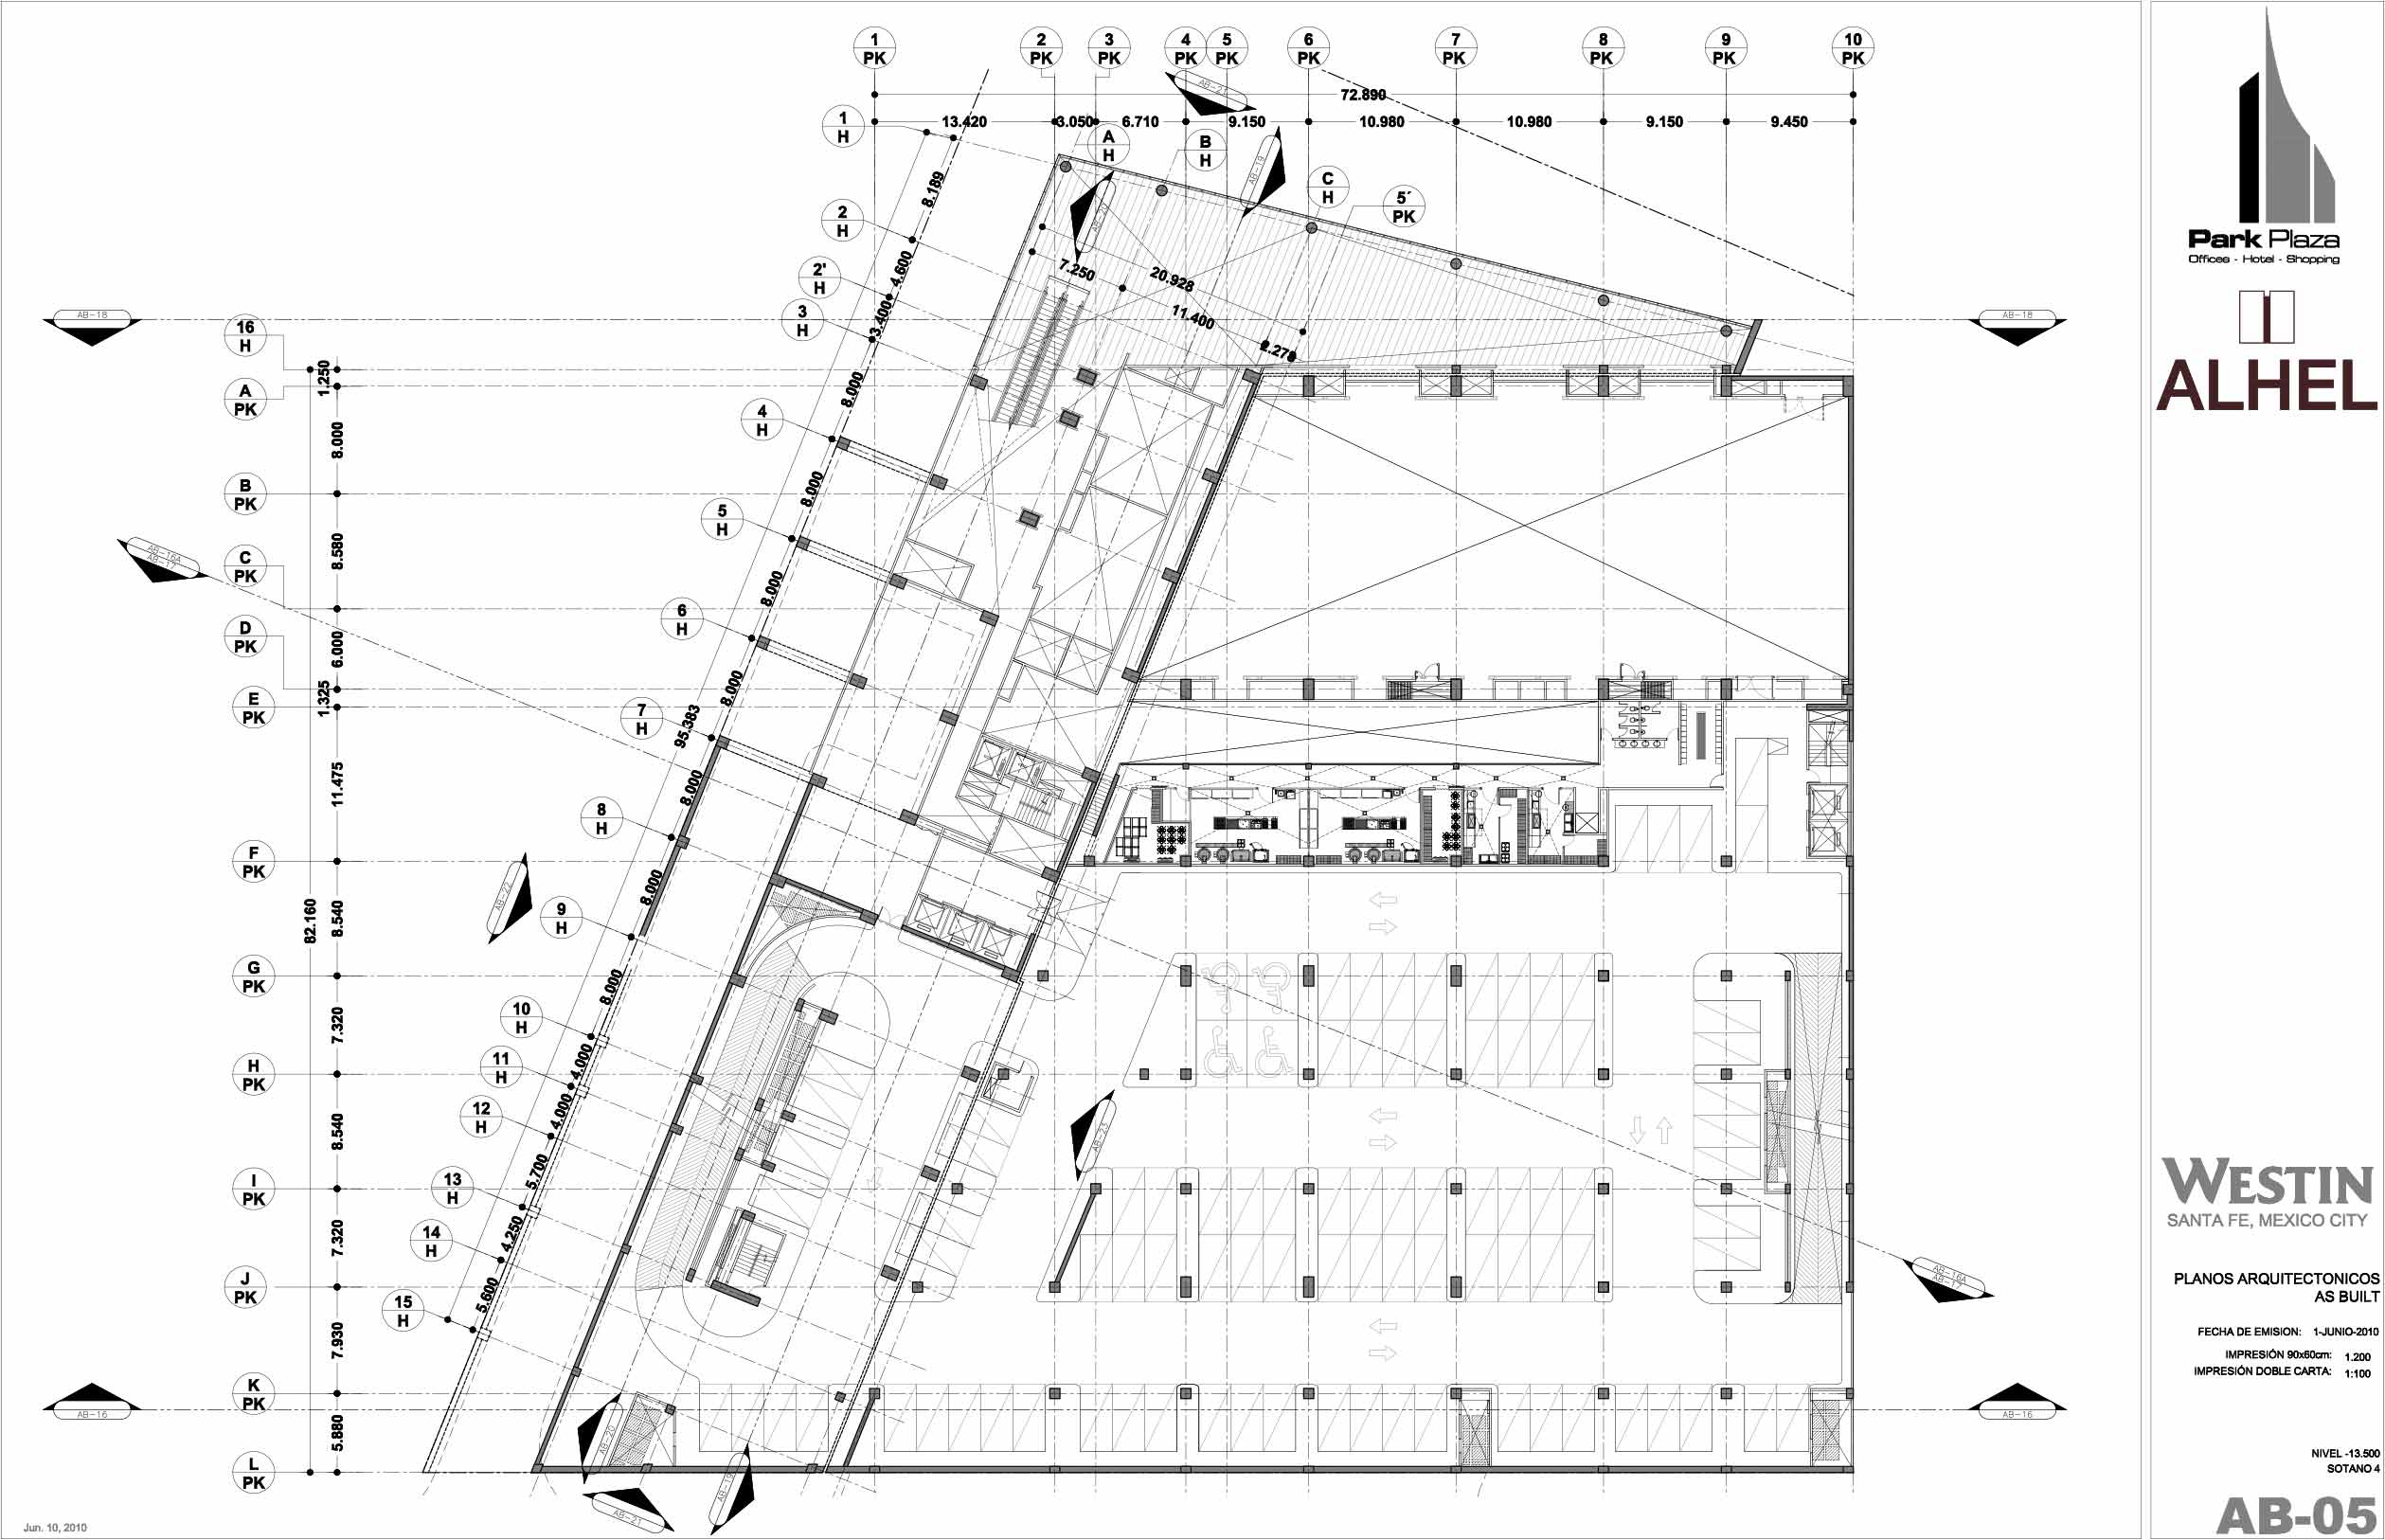 1 2 3 4 5 6 7 8 9 10
PK PK PK PK PK PK PK PK PK PK
AB-21
72.890
13.420 3.050 6.710 9.150 10.980 10.980 9.150 9.450
1
H
A
H
B
H
AB-19
C
H
5´
PK
8.189
2
H
4.600
2'
H
3.400
3
H
7.250
20.928
11.400
AB-18
AB-18
16
H
1.250
A
PK
8.000
8.000
4
H
B
PK
8.000
5
H
C
PK
8.580
AB-16A
AB-17
8.000
6
H
D
PK
6.000
8.000
E
PK
1.325
7
H
95.383
8.000
11.475
8
H
F
PK
8.000
AB-22
9
H
82.160
8.540
G
PK
8.000
10
H
7.320
11
H
4.000
H
PK
12
H
4.000
8.540
AB-23
13
H
5.700
I
PK
14
H
4.250
7.320
J
PK
15
H
5.600
7.930
AB-16A
AB-17
K
PK
AB-16
AB-16
5.880
L
PK
AB-20
AB-19
AB-21
Jun. 10, 2010
Park Plaza
Offices - Hotel - Shopping
ALHEL
WESTIN
SANTA FE, MEXICO CITY
PLANOS ARQUITECTONICOS
AS BUILT
FECHA DE EMISION: 1-JUNIO-2010
IMPRESIÓN 90x60cm: 1.200
IMPRESIÓN DOBLE CARTA: 1:100
NIVEL -13.500
SOTANO 4
AB-05